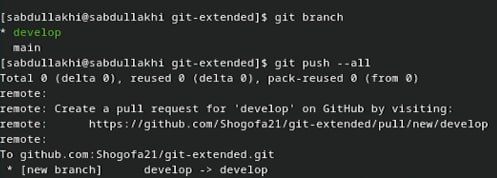 [sabdullakhi@sabdullakhi git-extended]$ git branch
* develop
  main
[sabdullakhi@sabdullakhi git-extended]$ git push --all
Total 0 (delta 0), reused 0 (delta 0), pack-reused 0 (from 0)
remote:
remote: Create a pull request for 'develop' on GitHub by visiting:
remote:      https://github.com/Shogofa21/git-extended/pull/new/develop
remote:
To github.com:Shogofa21/git-extended.git
 * [new branch]      develop -> develop